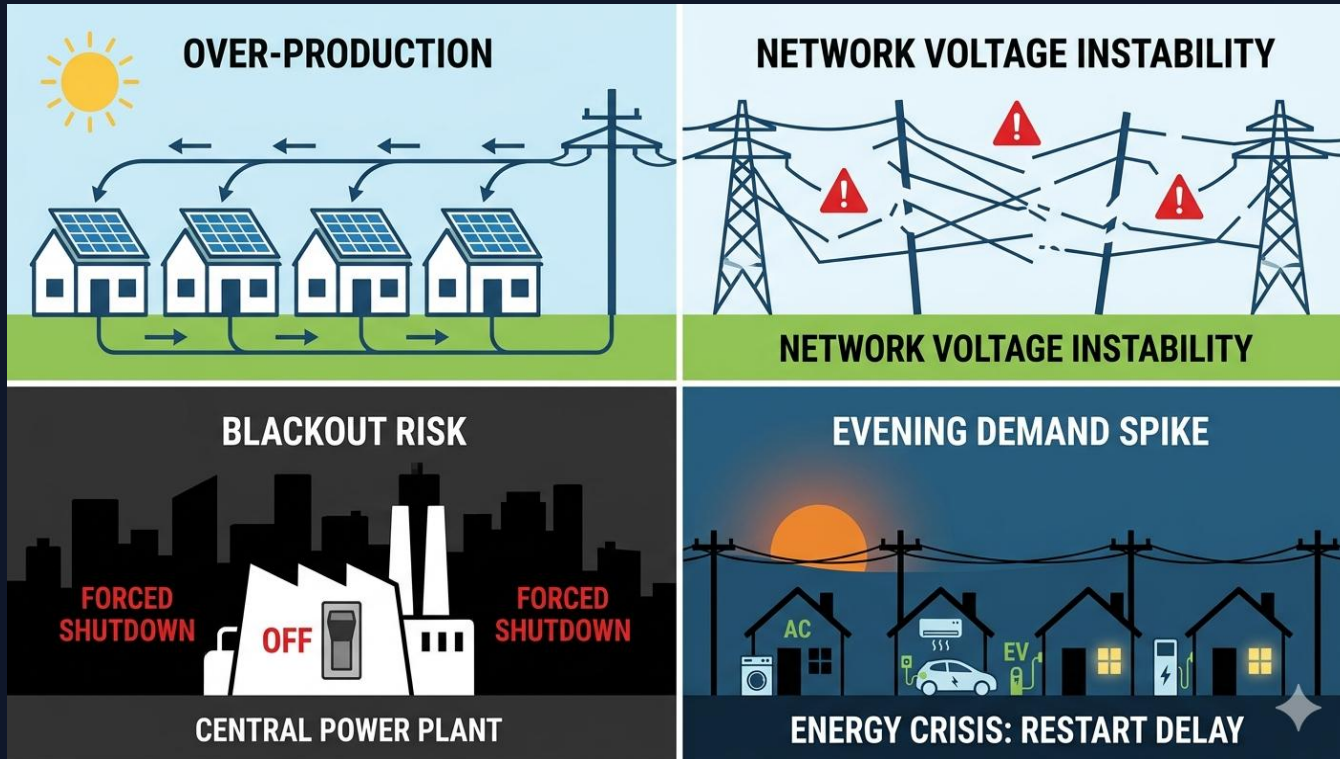 OVER-PRODUCTION
NETWORK VOLTAGE INSTABILITY
NETWORK VOLTAGE INSTABILITY
BLACKOUT RISK
FORCED
SHUTDOWN
OFF
FORCED
SHUTDOWN
CENTRAL POWER PLANT
EVENING DEMAND SPIKE
AC
EV
ENERGY CRISIS: RESTART DELAY